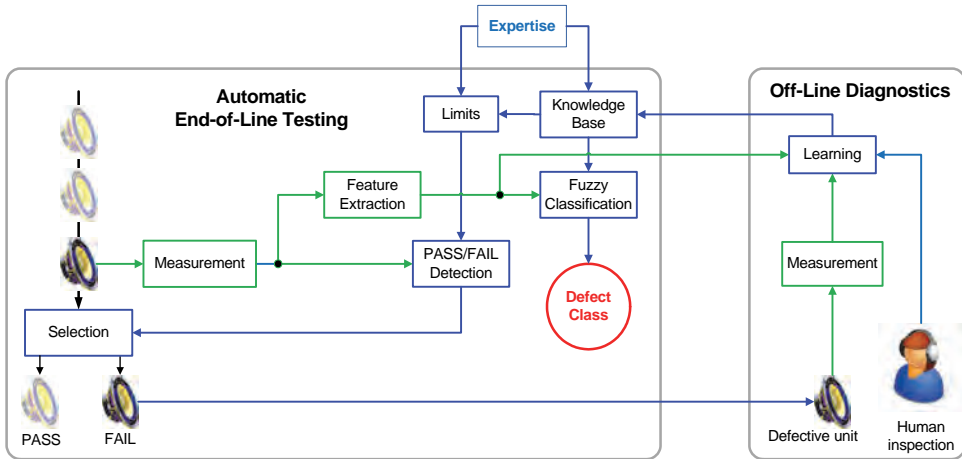 Expertise
Automatic
End-of-Line Testing
Off-Line Diagnostics
Limits
Knowledge
Base
Learning
Feature
Extraction
Fuzzy
Classification
Measurement
PASS/FAIL
Detection
Measurement
Defect
Class
Selection
PASS
FAIL
Defective unit
Human
inspection